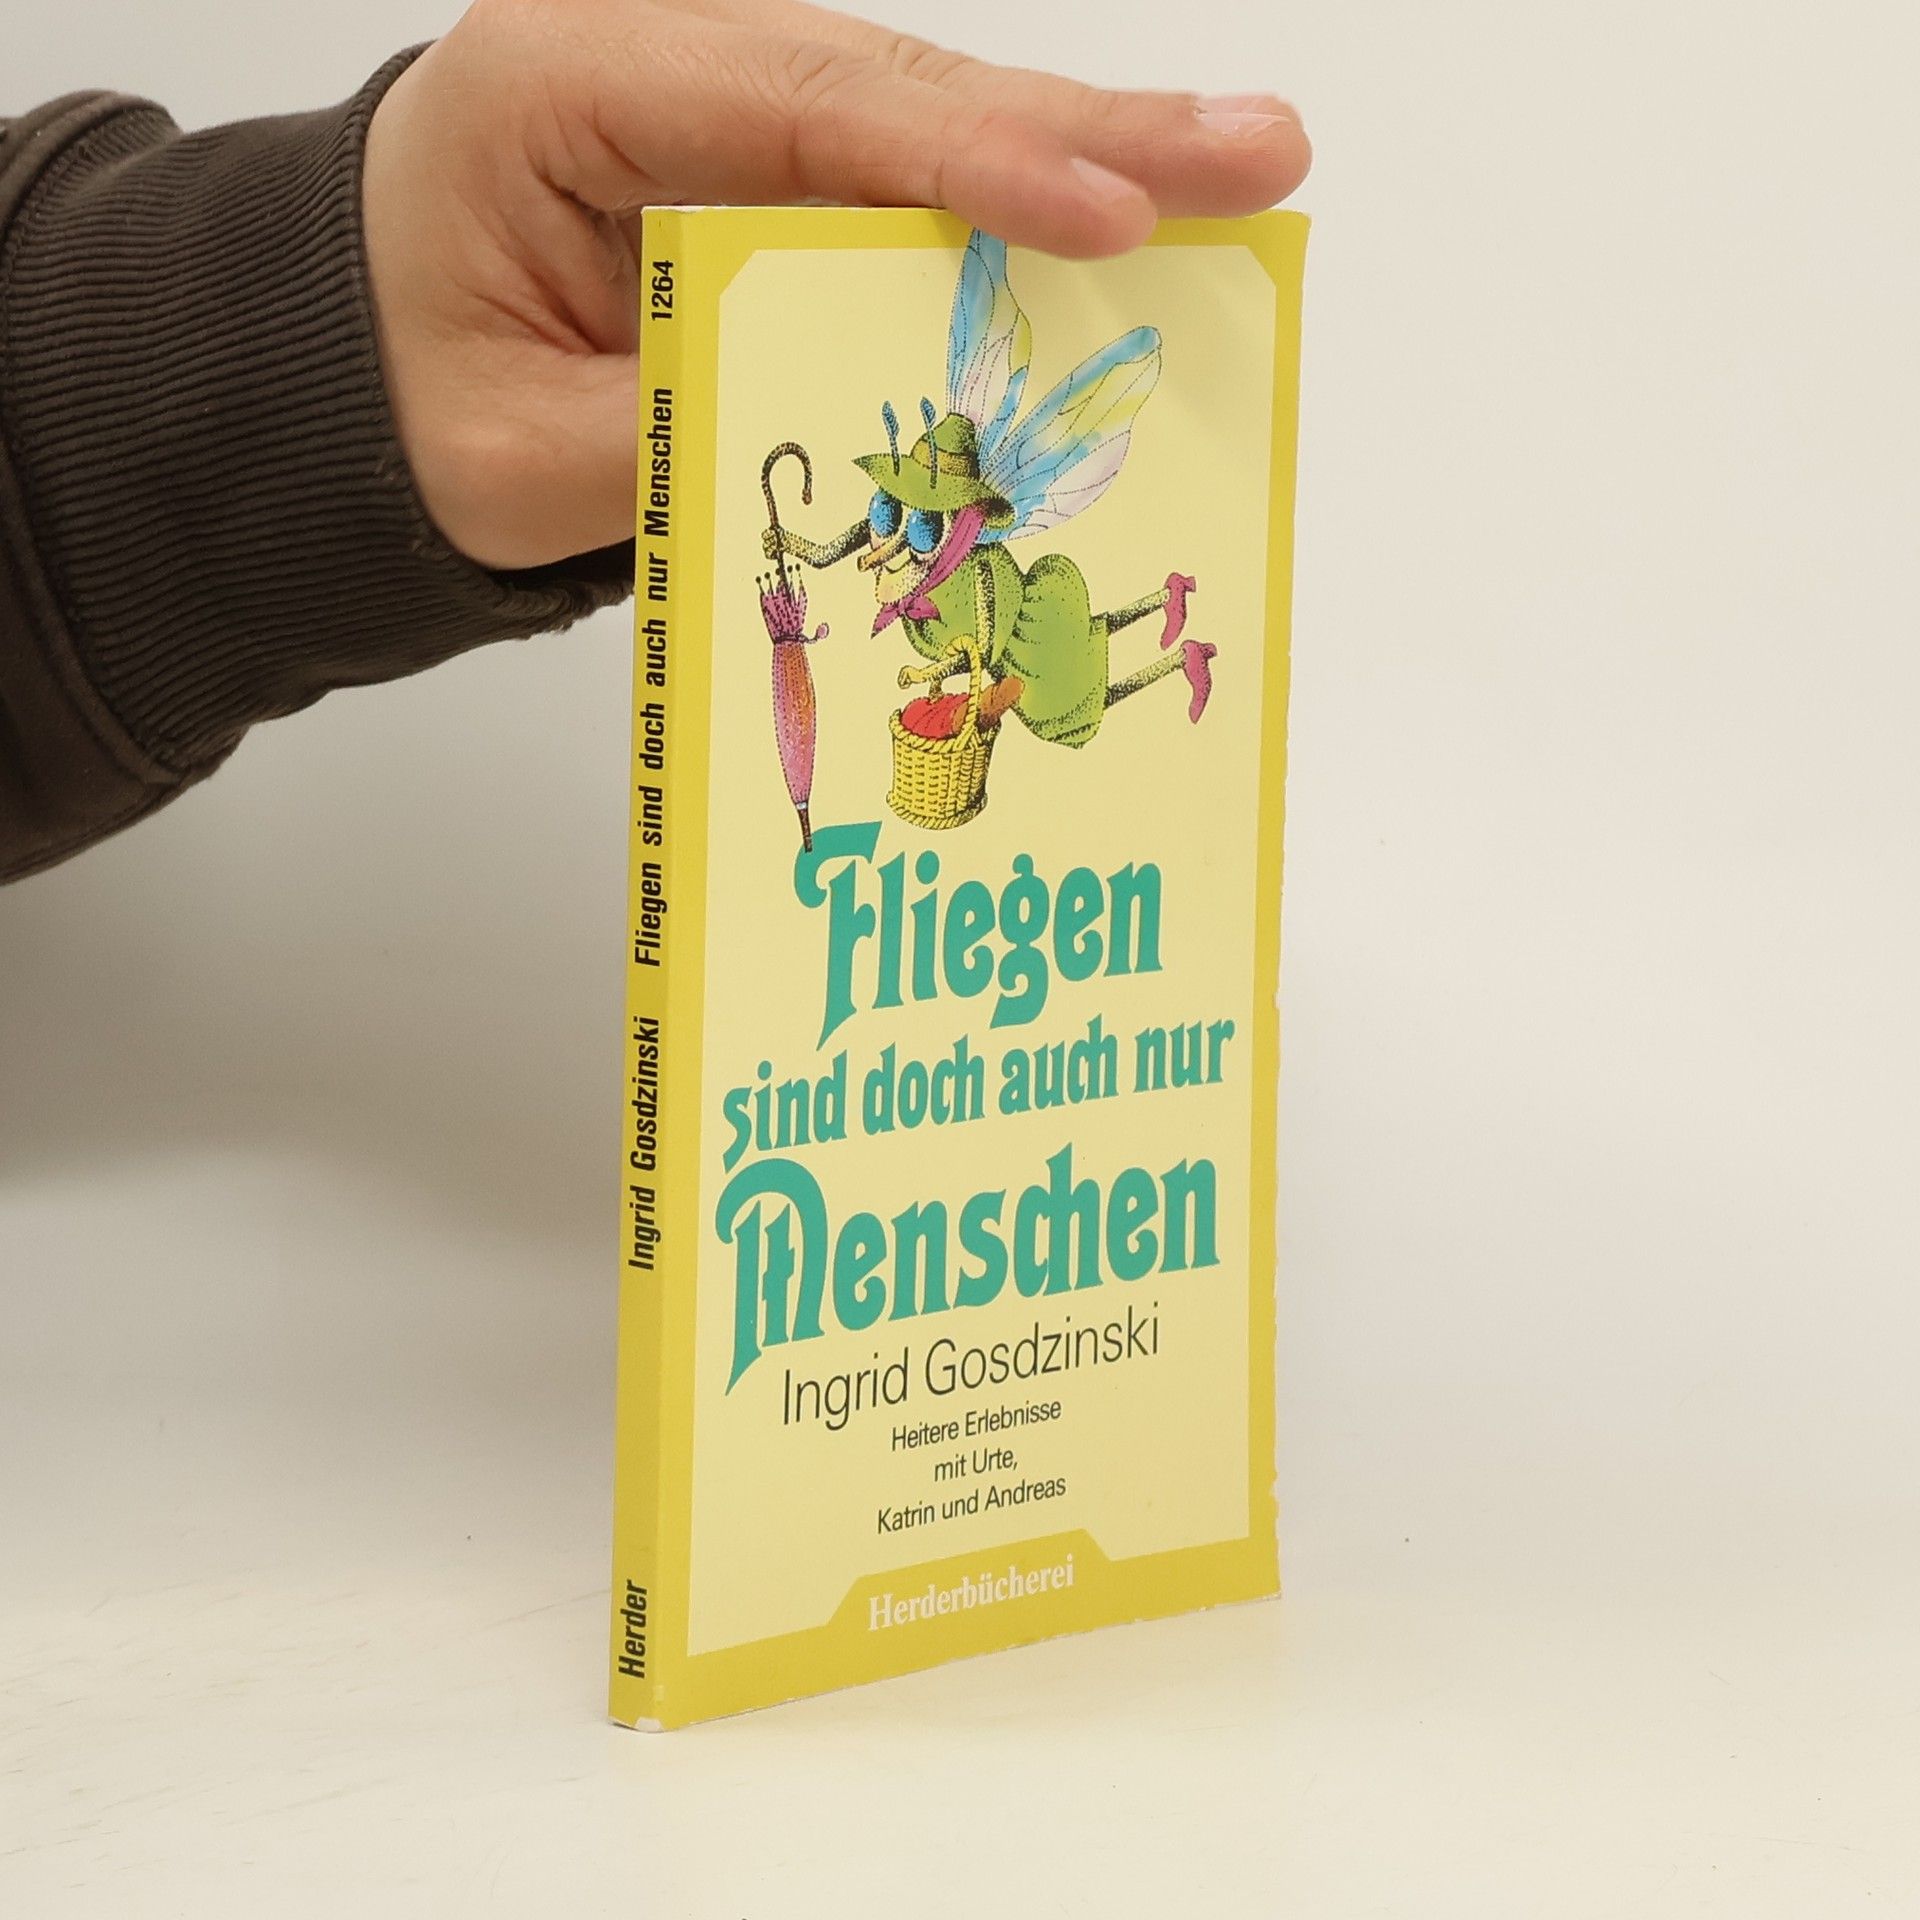 Ingrid Gosdzinski Fliegen sind doch auch nur Menschen 1264
Herder
Fliegen
sind doch auch nur
Menschen
Ingrid Gosdzinski
Heitere Erlebnisse
mit Urte,
Katrin und Andreas
Herderbücherei